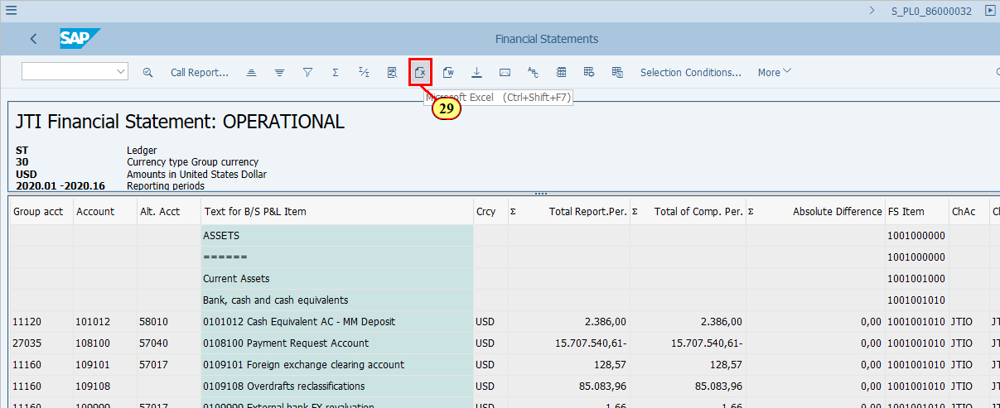 S_PL0_86000032
SAP Financial Statements
Call Report... Selection Conditions... More
Microsoft Excel (Ctrl+Shift+F7)
29
JTI Financial Statement: OPERATIONAL
ST Ledger
30 Currency type Group currency
USD Amounts in United States Dollar
2020.01 -2020.16 Reporting periods
Group acct Account Alt. Acct Text for B/S P&L Item Crcy Σ Total Report.Per. Σ Total of Comp. Per. Σ Absolute Difference FS Item ChAc
ASSETS 1001000000
====== 1001000000
Current Assets 1001001000
Bank, cash and cash equivalents 1001001010
11120 101012 58010 0101012 Cash Equivalent AC - MM Deposit USD 2.386,00 2.386,00 0,00 1001001010 JTIO
27035 108100 57040 0108100 Payment Request Account USD 15.707.540,61- 15.707.540,61- 0,00 1001001010 JTIO
11160 109101 57017 0109101 Foreign exchange clearing account USD 128,57 128,57 0,00 1001001010 JTIO
11160 109108 0109108 Overdrafts reclassifications USD 85.083,96 85.083,96 0,00 1001001010 JTIO
11160 109999 57017 0109999 External bank FX revaluation USD 1,66 1,66 0,00 1001001010 JTIO